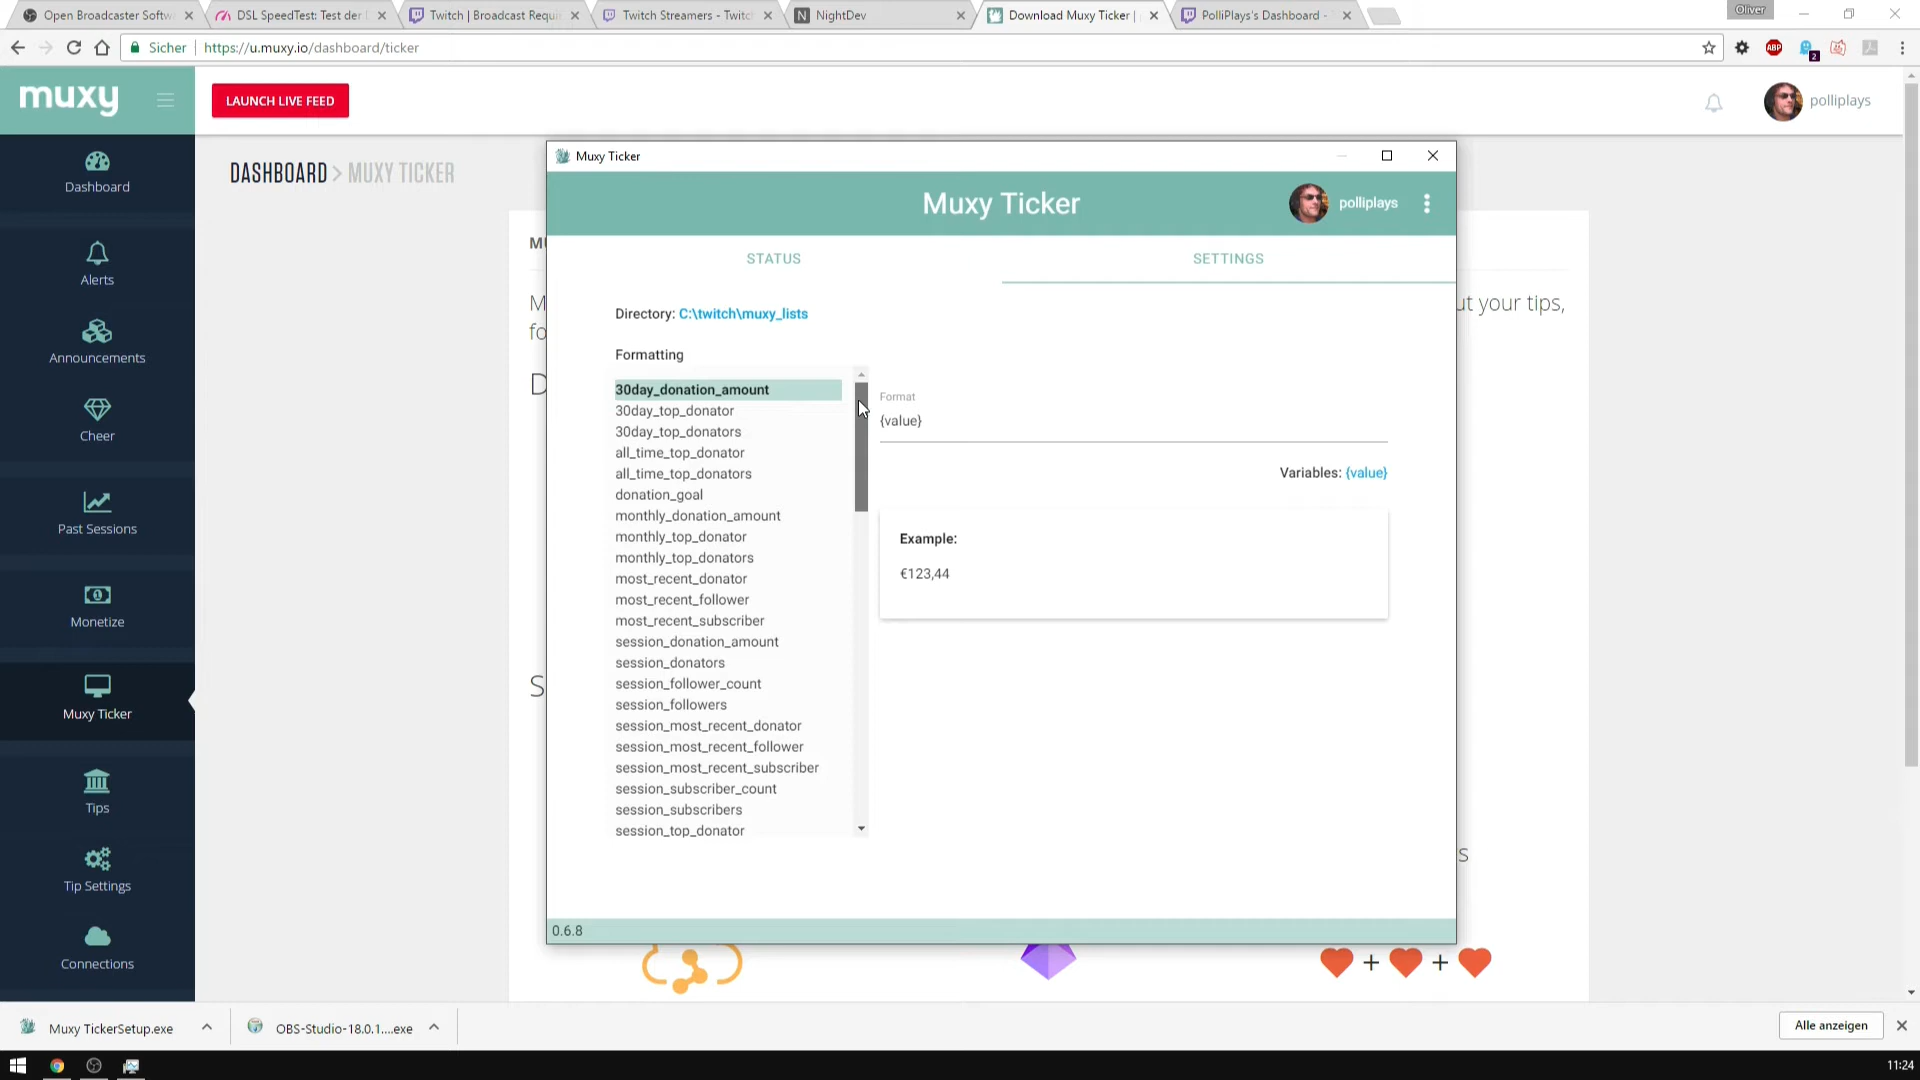 Open Broadcaster Softw
DSL SpeedTest: Test der
Twitch | Broadcast Requi
Twitch Streamers - Twitc
NightDev
Download Muxy Ticker |
PolliPlays's Dashboard -
Oliver
Sicher
https://u.muxy.io/dashboard/ticker
ABP
2
muxy
LAUNCH LIVE FEED
polliplays
DASHBOARD > MUXY TICKER
Dashboard
Alerts
Announcements
Cheer
Past Sessions
Monetize
Muxy Ticker
Tips
Tip Settings
Connections
Muxy Ticker
Muxy Ticker
polliplays
STATUS
SETTINGS
Directory: C:\twitch\muxy_lists
Formatting
30day_donation_amount
30day_top_donator
30day_top_donators
all_time_top_donator
all_time_top_donators
donation_goal
monthly_donation_amount
monthly_top_donator
monthly_top_donators
most_recent_donator
most_recent_follower
most_recent_subscriber
session_donation_amount
session_donators
session_follower_count
session_followers
session_most_recent_donator
session_most_recent_follower
session_most_recent_subscriber
session_subscriber_count
session_subscribers
session_top_donator
Format
{value}
Variables: {value}
Example:
€123,44
0.6.8
ut your tips,
fo
D
S
s
+ +
Muxy TickerSetup.exe
OBS-Studio-18.0.1....exe
Alle anzeigen
11:24